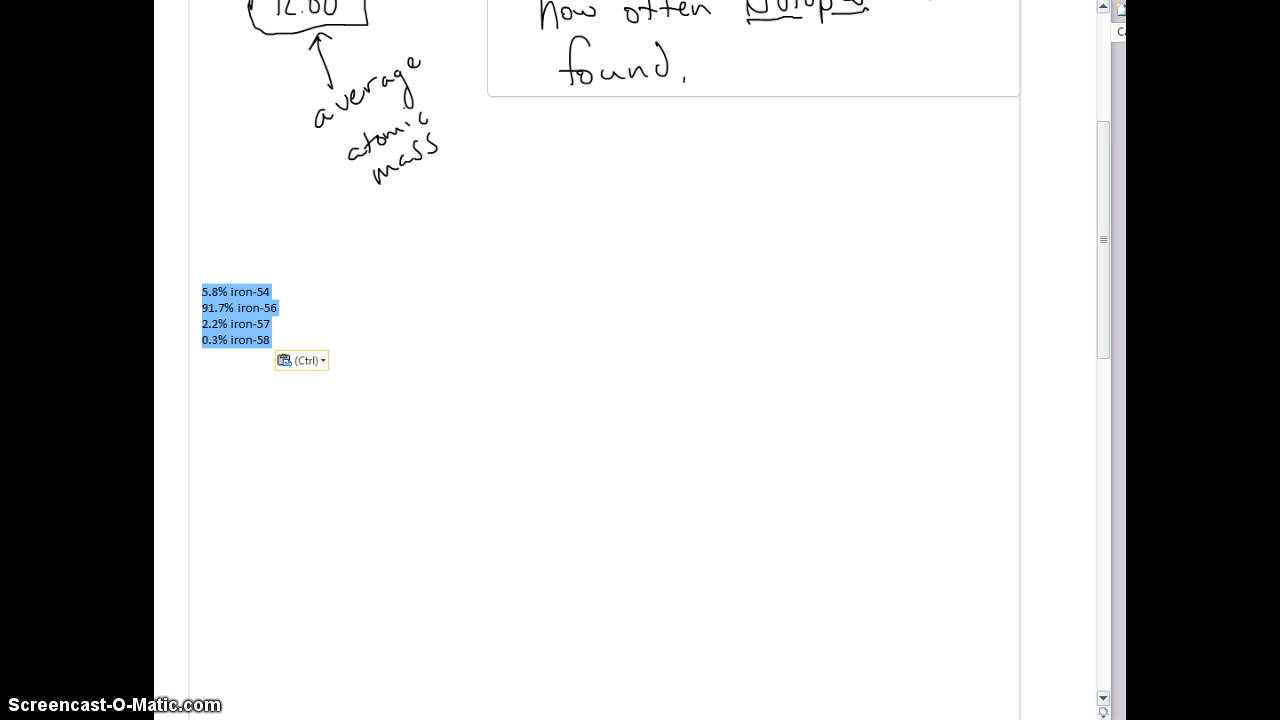 12.00
how often
found.
average
atomic
mass
5.8% iron-54
91.7% iron-56
2.2% iron-57
0.3% iron-58
(Ctrl)
Screencast-O-Matic.com